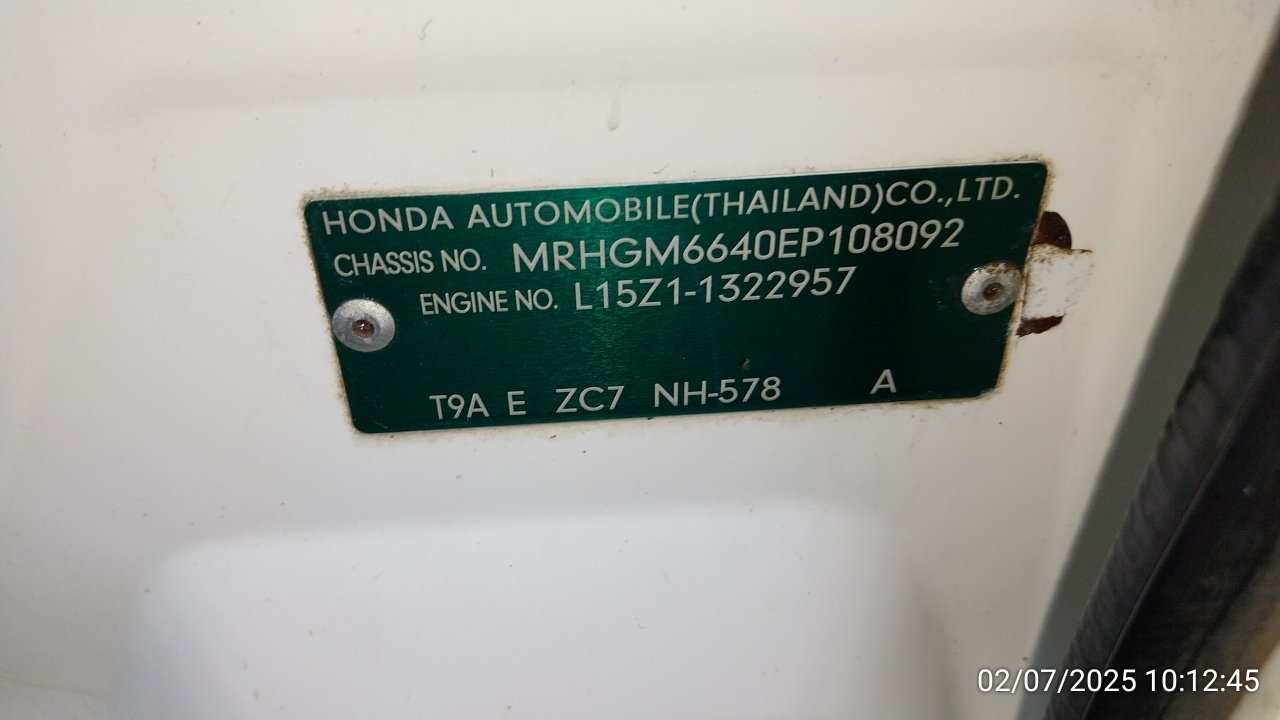 HONDA AUTOMOBILE(THAILAND)CO.,LTD.
CHASSIS NO. MRHGM6640EP108092
ENGINE NO. L15Z1-1322957
T9A E ZC7 NH-578 A
02/07/2025 10:12:45